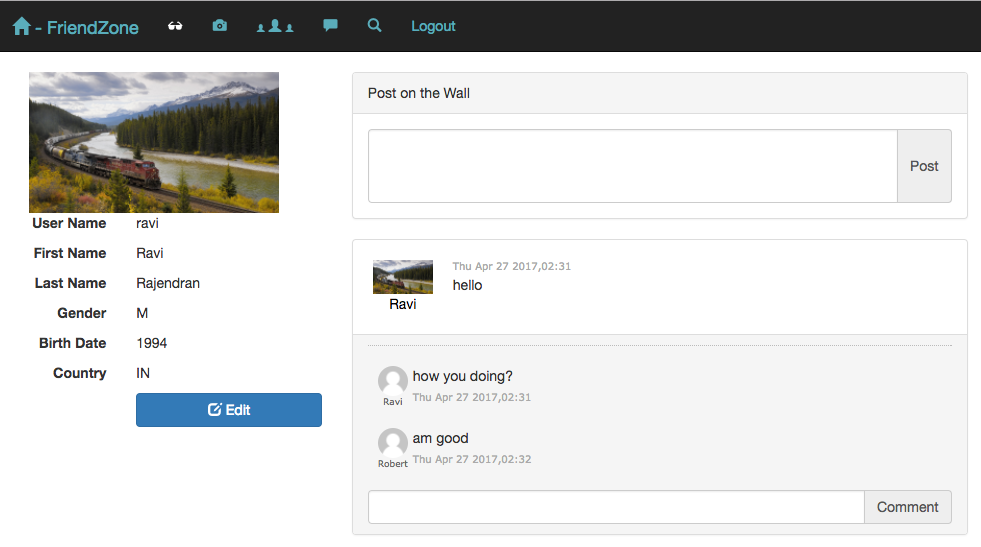 - FriendZone Logout
User Name ravi
First Name Ravi
Last Name Rajendran
Gender M
Birth Date 1994
Country IN
Edit
Post on the Wall
Post
Thu Apr 27 2017,02:31
hello
Ravi
how you doing?
Ravi Thu Apr 27 2017,02:31
am good
Robert Thu Apr 27 2017,02:32
Comment